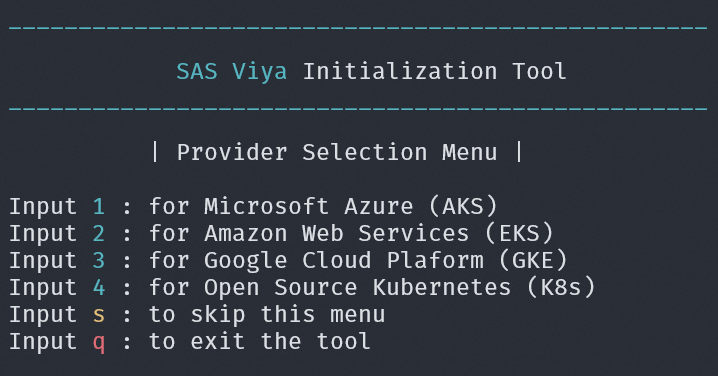 SAS Viya Initialization Tool
| Provider Selection Menu |
Input 1 : for Microsoft Azure (AKS)
Input 2 : for Amazon Web Services (EKS)
Input 3 : for Google Cloud Plaform (GKE)
Input 4 : for Open Source Kubernetes (K8s)
Input s : to skip this menu
Input q : to exit the tool